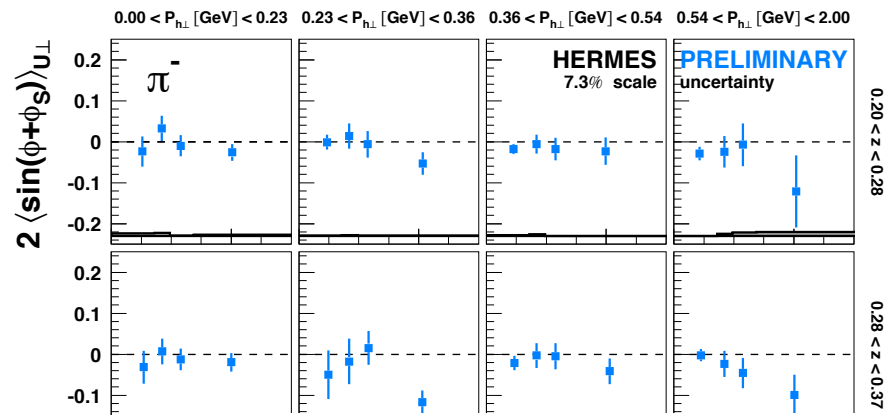 0.00 < P_h⊥ [GeV] < 0.23
0.23 < P_h⊥ [GeV] < 0.36
0.36 < P_h⊥ [GeV] < 0.54
0.54 < P_h⊥ [GeV] < 2.00
2 ⟨sin(ϕ+ϕ_S)⟩_U⊥
0.2
0.1
0
-0.1
-0.2
π⁻
HERMES
7.3% scale
PRELIMINARY
uncertainty
0.20 < z < 0.28
0.2
0.1
0
-0.1
0.28 < z < 0.37